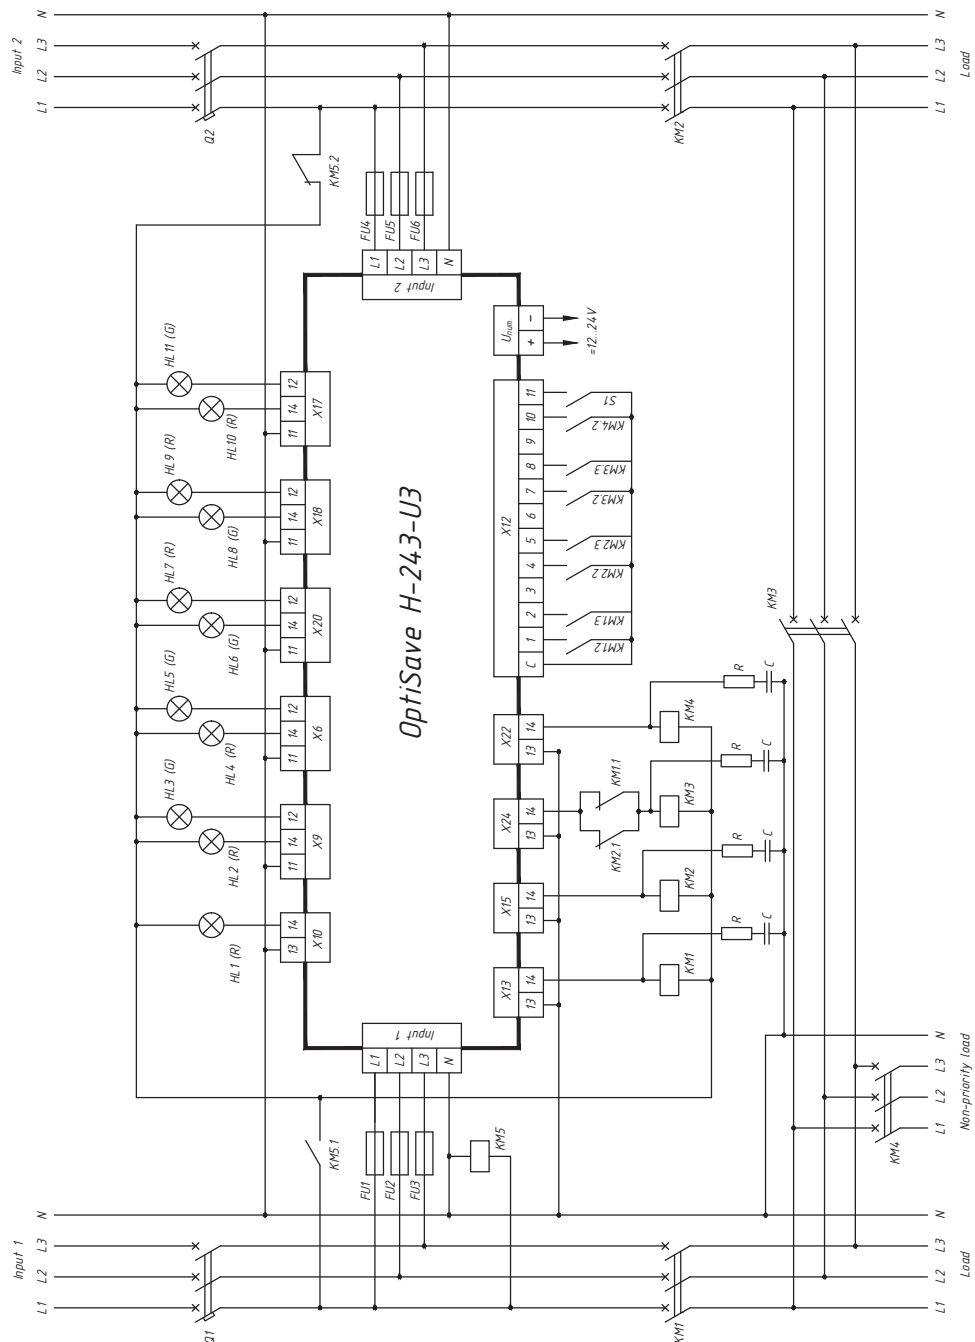 Input 1
Input 2
L1 L2 L3 N
L1 L2 L3 N
HL3 (G)
HL5 (G)
HL7 (R)
HL9 (R)
HL11 (G)
Q1
Q2
HL1 (R)
HL2 (R)
HL4 (R)
HL6 (G)
HL8 (G)
HL10 (R)
13 14
11 14 12
11 14 12
11 14 12
11 14 12
11 14 12
X10
X9
X6
X20
X18
X17
KM5.1
KM5.2
FU1
FU2
FU3
L1
L2
L3
N
Input 1
OptiSave H-243-U3
Input 2
L1
L2
L3
N
FU4
FU5
FU6
KM5
X13
X15
X24
X22
X12
Unum.
13 14
13 14
13 14
13 14
C 1 2 3 4 5 6 7 8 9 10 11
+ -
=12...24V
KM1.2
KM1.3
KM2.2
KM2.3
KM3.2
KM3.3
KM4.2
S1
KM2.1
KM1.1
KM1
KM2
KM3
KM4
KM1
KM2
R
R
R
R
C
C
C
C
KM3
KM4
L1 L2 L3 N
L1 L2 L3 N
L1 L2 L3 N
Load
Non-priority load
Load